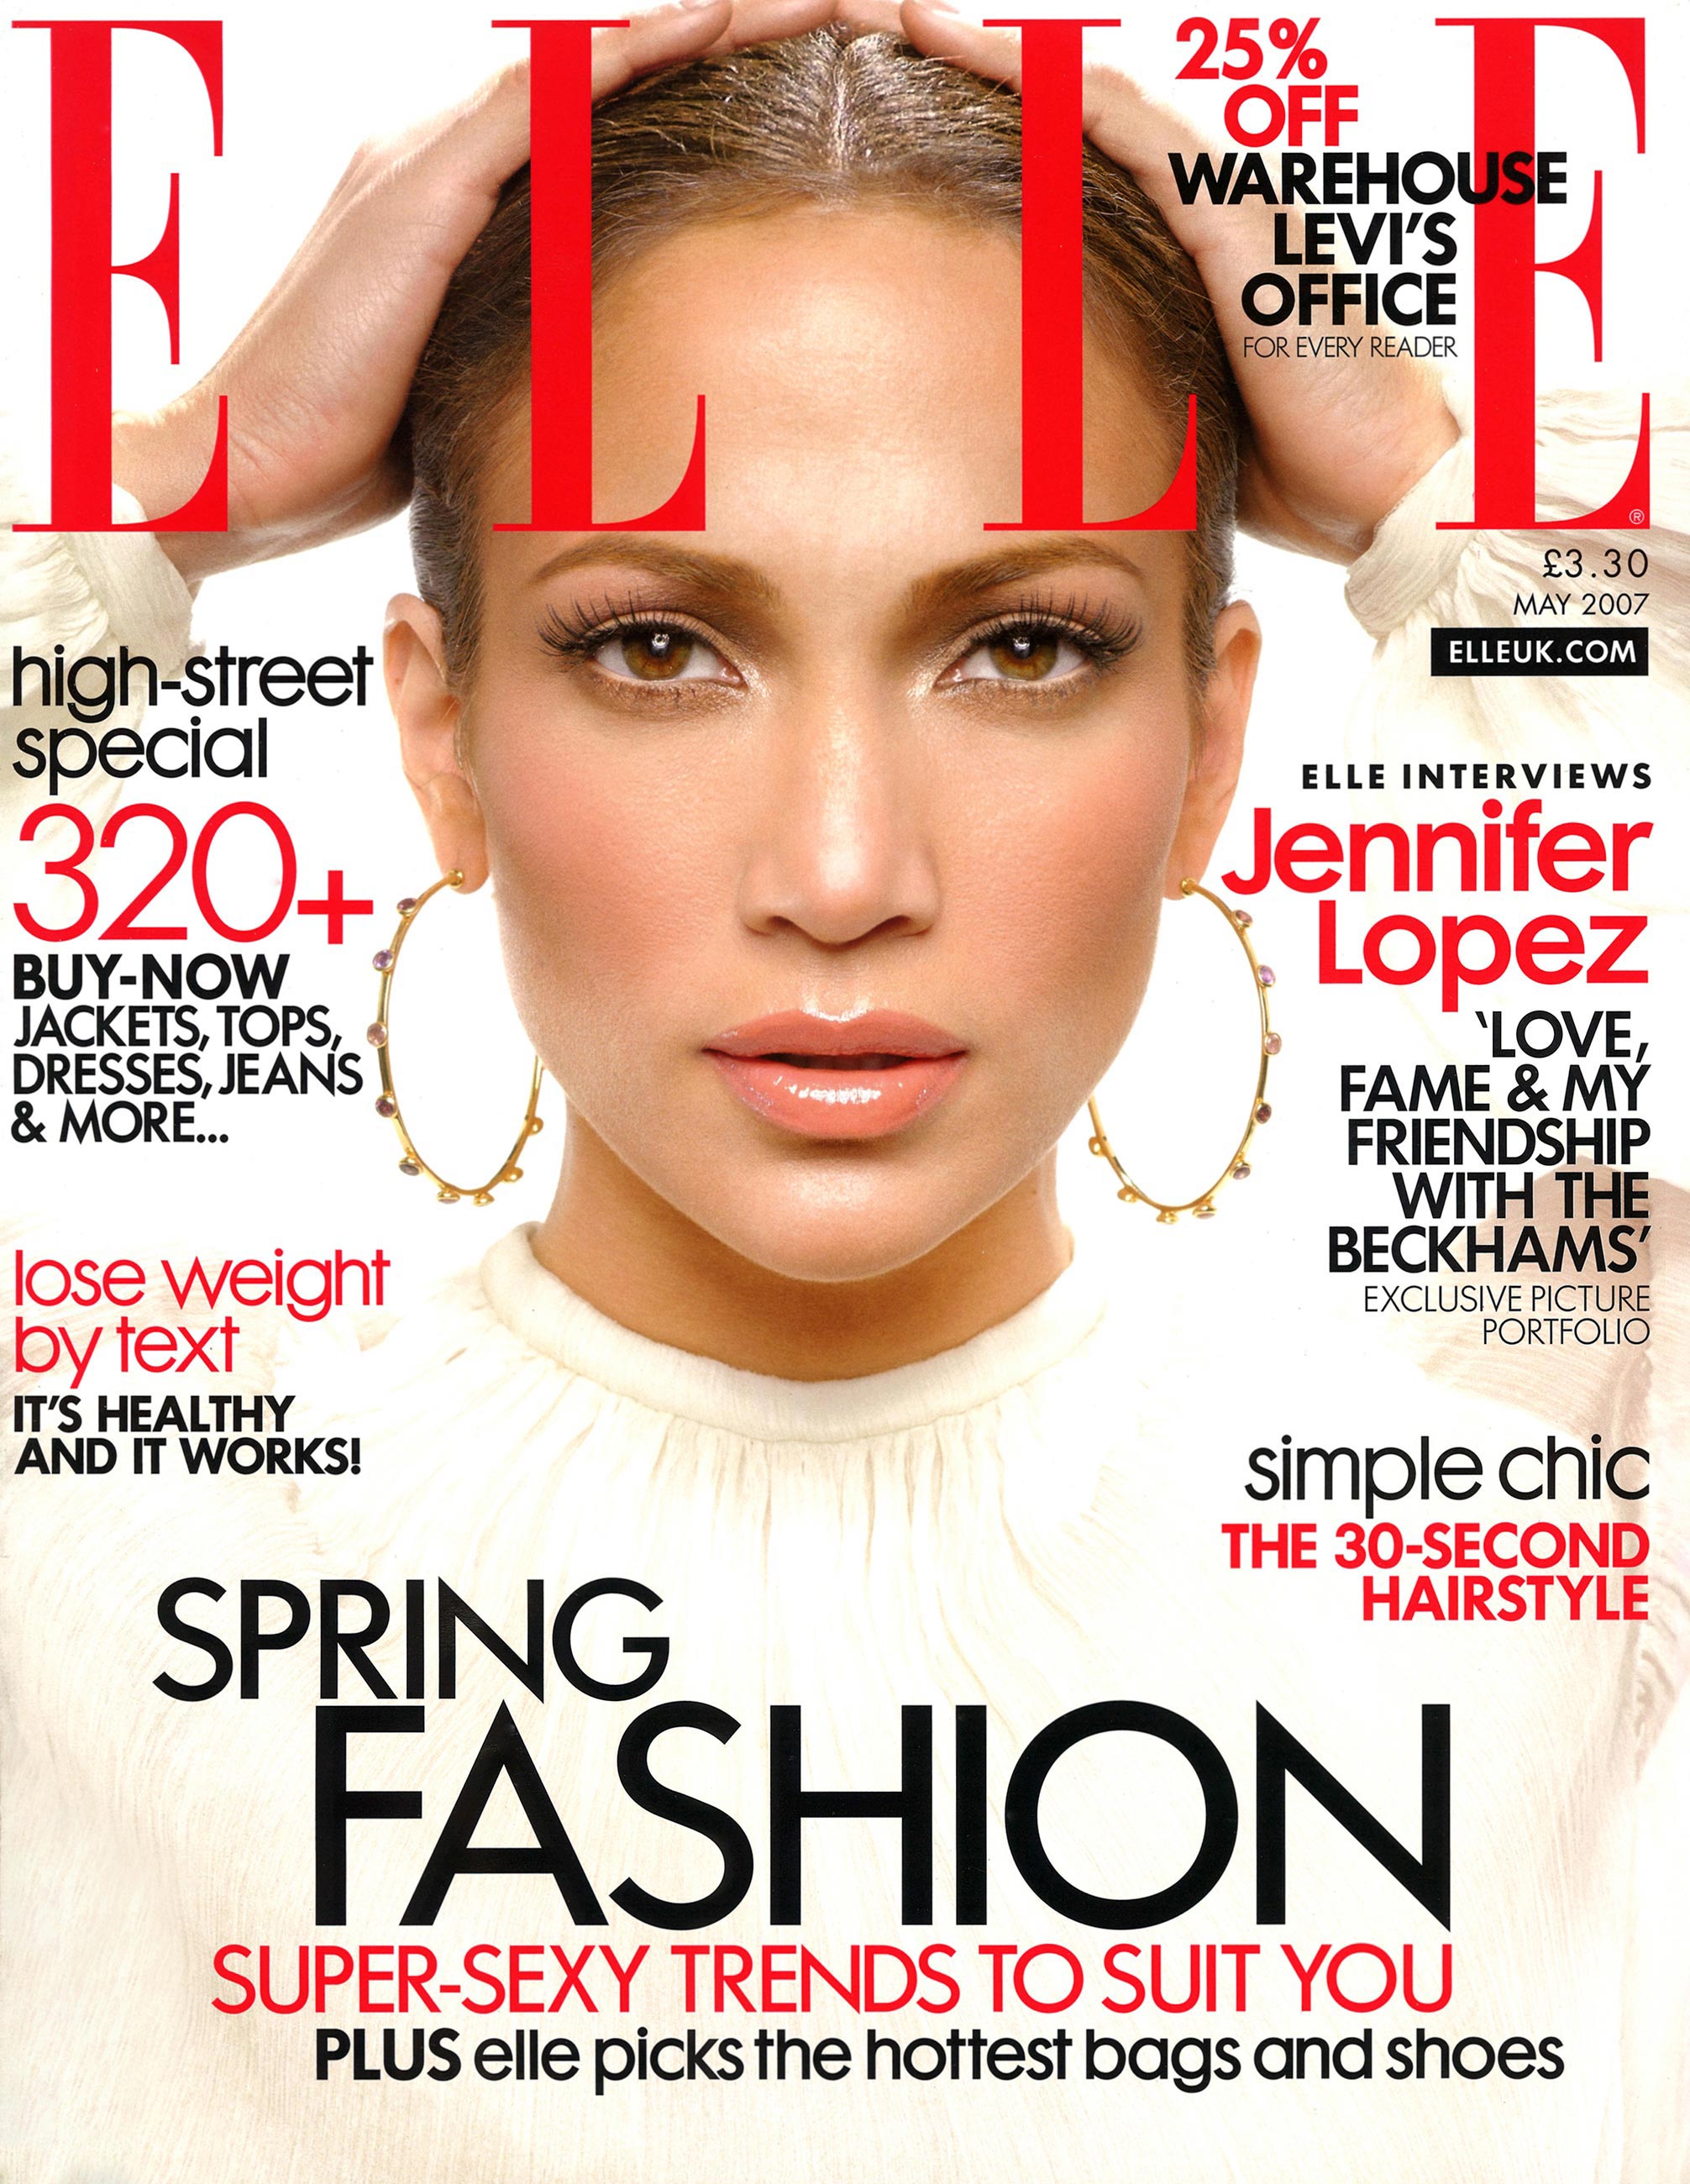 ELLE
®
25%
OFF
WAREHOUSE
LEVI'S
OFFICE
FOR EVERY READER
£3.30
MAY 2007
ELLEUK.COM
high-street
special
320+
BUY-NOW
JACKETS, TOPS,
DRESSES, JEANS
& MORE...
lose weight
by text
IT'S HEALTHY
AND IT WORKS!
ELLE INTERVIEWS
Jennifer
Lopez
‘LOVE,
FAME & MY
FRIENDSHIP
WITH THE
BECKHAMS’
EXCLUSIVE PICTURE
PORTFOLIO
simple chic
THE 30-SECOND
HAIRSTYLE
SPRING
FASHION
SUPER-SEXY TRENDS TO SUIT YOU
PLUS elle picks the hottest bags and shoes